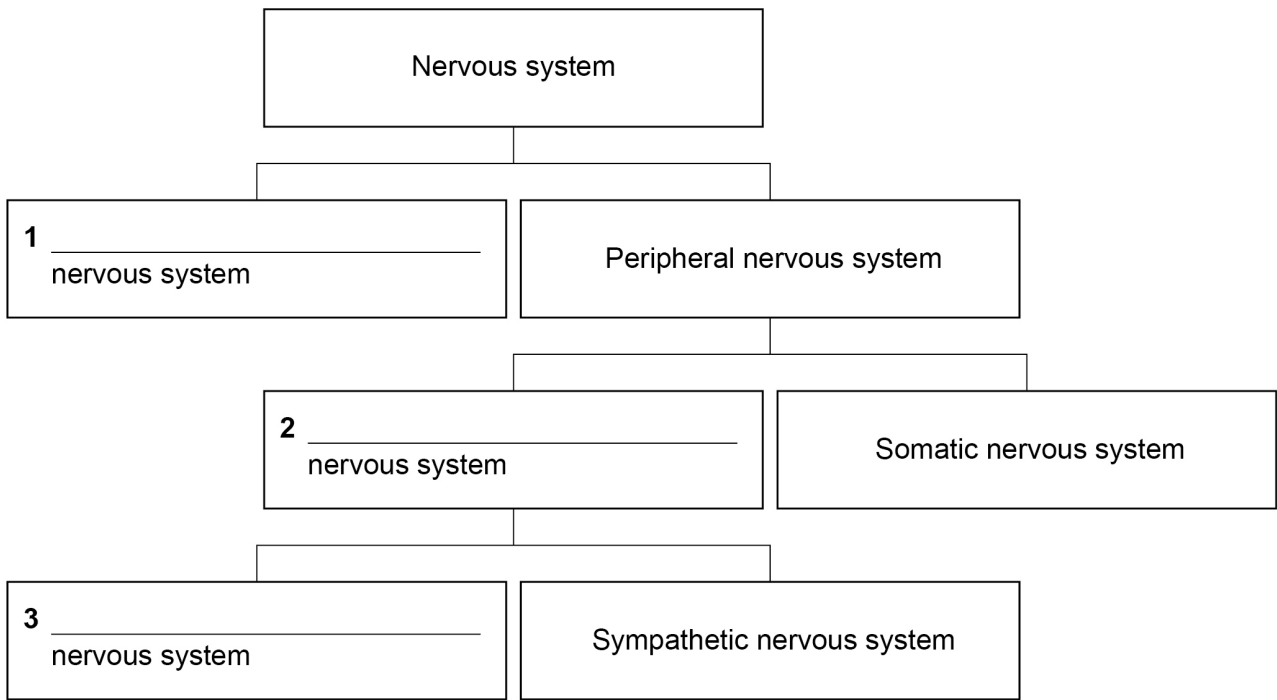 Nervous system
1
nervous system
Peripheral nervous system
2
nervous system
Somatic nervous system
3
nervous system
Sympathetic nervous system